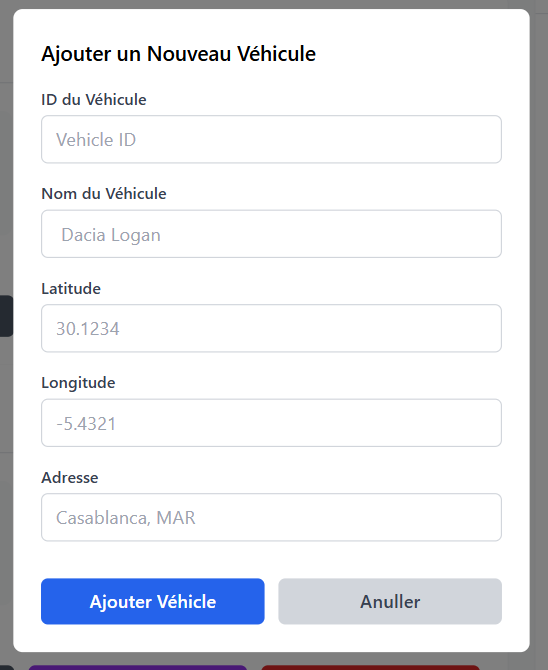 Ajouter un Nouveau Véhicule
ID du Véhicule
Vehicle ID
Nom du Véhicule
Dacia Logan
Latitude
30.1234
Longitude
-5.4321
Adresse
Casablanca, MAR
Ajouter Véhicle
Anuller